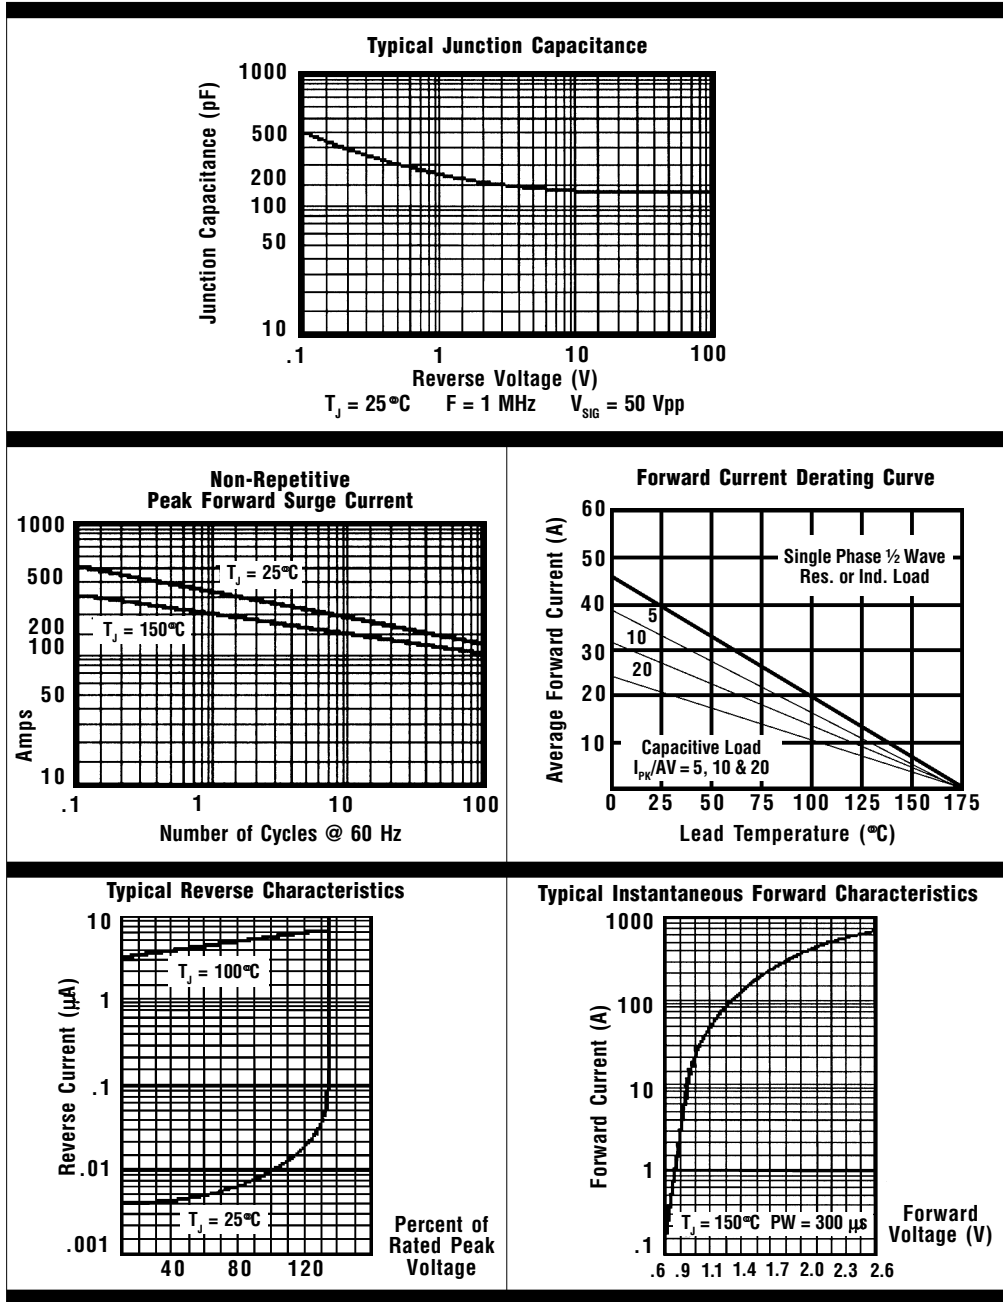 Typical Junction Capacitance
Junction Capacitance (pF)
1000
500
200
100
50
10
.1 1 10 100
Reverse Voltage (V)
TJ = 25°C F = 1 MHz VSIG = 50 Vpp
Non-Repetitive
Peak Forward Surge Current
Amps
1000
500
200
100
50
10
TJ = 25°C
TJ = 150°C
.1 1 10 100
Number of Cycles @ 60 Hz
Forward Current Derating Curve
Average Forward Current (A)
60
50
40
30
20
10
Single Phase ½ Wave
Res. or Ind. Load
5
10
20
Capacitive Load
IPK/AV = 5, 10 & 20
0 25 50 75 100 125 150 175
Lead Temperature (°C)
Typical Reverse Characteristics
Reverse Current (µA)
10
1
.1
.01
.001
TJ = 100°C
TJ = 25°C
40 80 120
Percent of
Rated Peak
Voltage
Typical Instantaneous Forward Characteristics
Forward Current (A)
1000
100
10
1
.1
TJ = 150°C PW = 300 µs
.6 .9 1.1 1.4 1.7 2.0 2.3 2.6
Forward
Voltage (V)